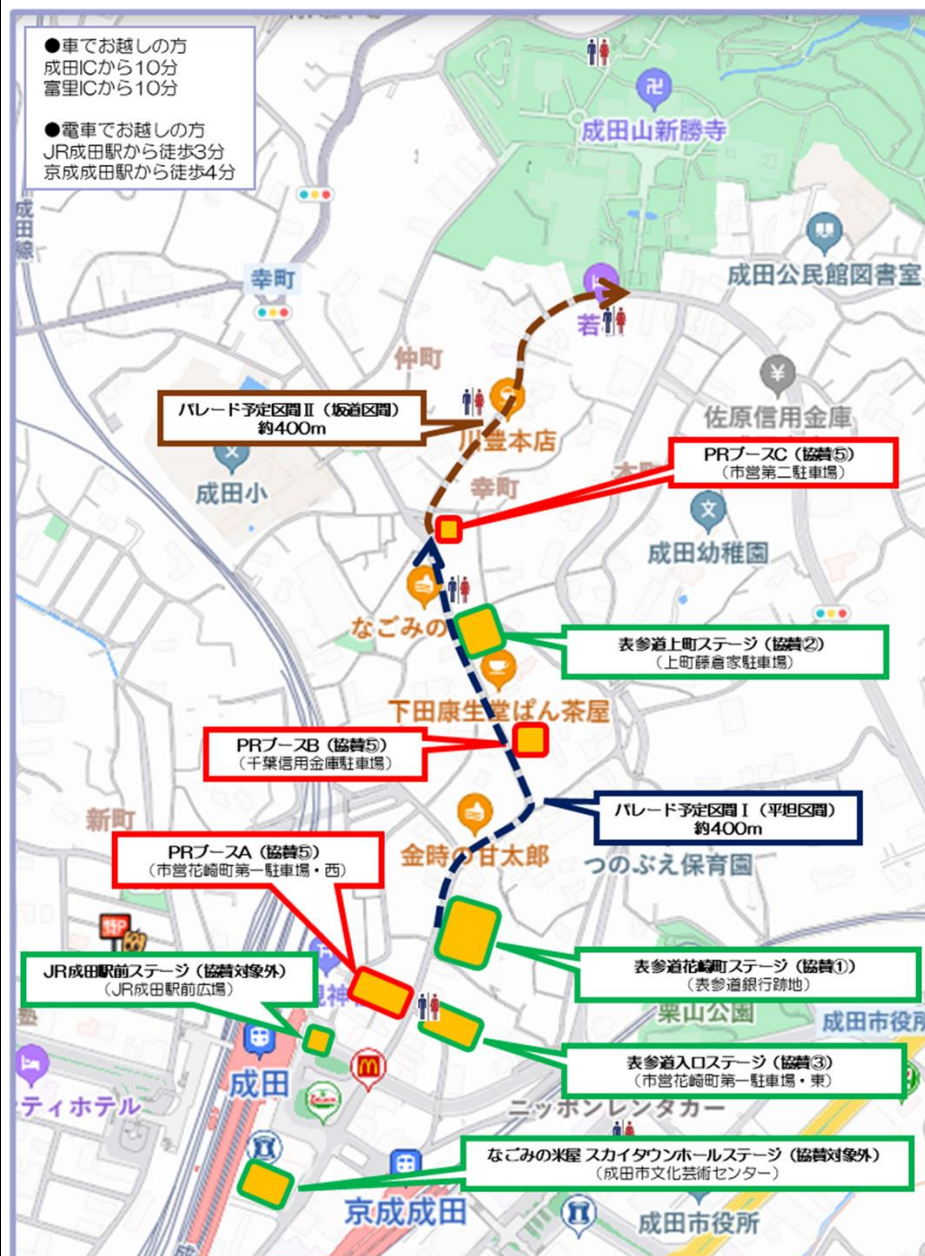 ●車でお越しの方
成田ICから10分
富里ICから10分
●電車でお越しの方
JR成田駅から徒歩3分
京成成田駅から徒歩4分
成田山新勝寺
成田線
幸町
成田公民館図書室
若
仲町
佐原信用金庫
パレード予定区間Ⅱ（坂道区間）
約400m
川豊本店
PRブースC（協賛⑤）
（市営第二駐車場）
成田小
幸町
成田幼稚園
なごみの
表参道上町ステージ（協賛②）
（上町藤倉家駐車場）
下田康生堂ぱん茶屋
PRブースB（協賛⑤）
（千葉信用金庫駐車場）
パレード予定区間Ⅰ（平坦区間）
約400m
新町
金時の甘太郎
つのぶえ保育園
PRブースA（協賛⑤）
（市営花崎町第一駐車場・西）
特P
JR成田駅前ステージ（協賛対象外）
（JR成田駅前広場）
表参道花崎町ステージ（協賛①）
（表参道銀行跡地）
栗山公園
成田市役所
表参道入口ステージ（協賛③）
（市営花崎町第一駐車場・東）
成田
ティホテル
ニッポンレンタカー
なごみの米屋 スカイタウンホールステージ（協賛対象外）
（成田市文化芸術センター）
京成成田
成田市役所